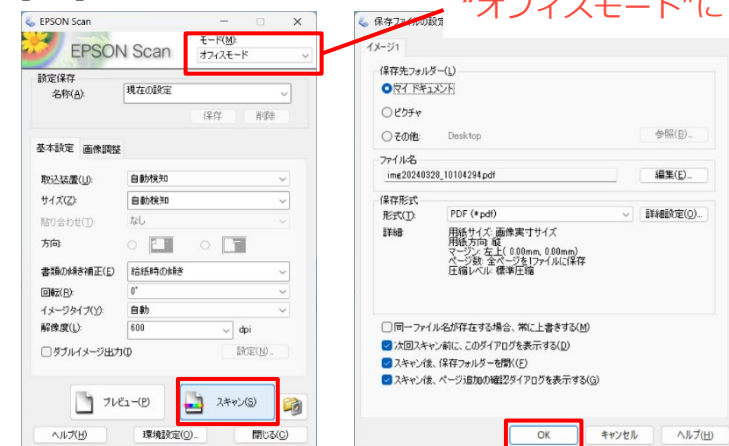 "オフィスモード"に
EPSON Scan
EPSON Scan
モード(M):
オフィスモード
設定保存
名称(A):
現在の設定
保存
削除
基本設定
画像調整
取込装置(U):
自動検知
サイズ(Z):
自動検知
貼り合わせ(T):
なし
方向:
書類の傾き補正(E)
給紙時の傾き
回転(R):
0°
イメージタイプ(Y):
自動
解像度(L):
600
dpi
ダブルイメージ出力(I)
設定(N)...
プレビュー(P)
スキャン(S)
ヘルプ(H)
環境設定(O)...
閉じる(C)
保存ファイルの設定
イメージ1
保存先フォルダー(L)
マイ ドキュメント
ピクチャ
その他:
Desktop
参照(B)...
ファイル名
ime20240328_10104294.pdf
編集(E)...
保存形式
形式(T):
PDF (*.pdf)
詳細設定(O)...
詳細:
用紙サイズ: 画像実寸サイズ
用紙方向: 縦
マージン: 左上( 0.00mm, 0.00mm)
ページ数: 全ページを1ファイルに保存
圧縮レベル: 標準圧縮
同一ファイル名が存在する場合、常に上書きする(M)
次回スキャン前に、このダイアログを表示する(D)
スキャン後、保存フォルダーを開く(F)
スキャン後、ページ追加の確認ダイアログを表示する(G)
OK
キャンセル
ヘルプ(H)